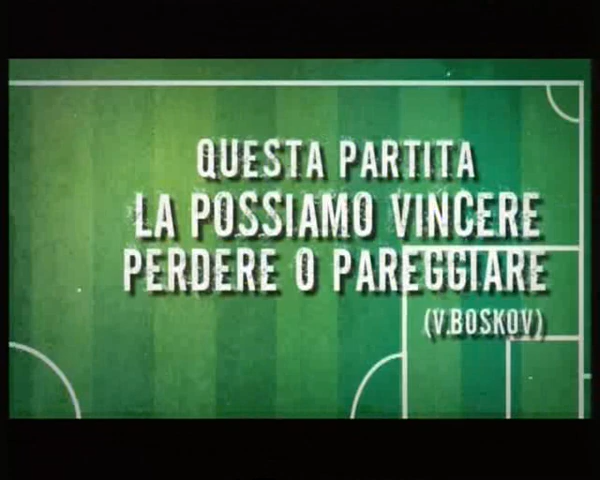 QUESTA PARTITA
LA POSSIAMO VINCERE
PERDERE O PAREGGIARE
(V.BOSKOV)